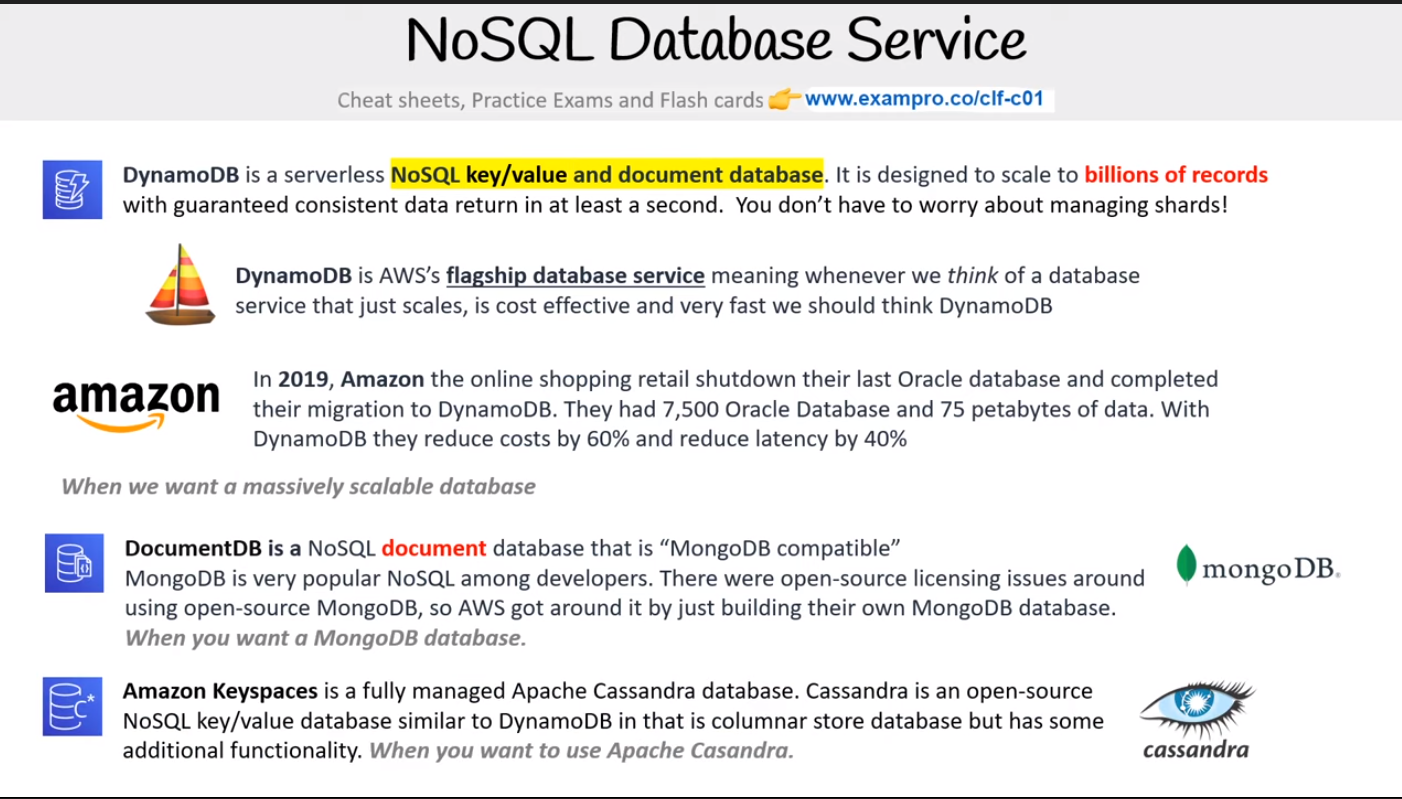 NoSQL Database Service
Cheat sheets, Practice Exams and Flash cards 👉 www.exampro.co/clf-c01
DynamoDB is a serverless NoSQL key/value and document database. It is designed to scale to billions of records
with guaranteed consistent data return in at least a second. You don't have to worry about managing shards!
DynamoDB is AWS's flagship database service meaning whenever we think of a database
service that just scales, is cost effective and very fast we should think DynamoDB
amazon
In 2019, Amazon the online shopping retail shutdown their last Oracle database and completed
their migration to DynamoDB. They had 7,500 Oracle Database and 75 petabytes of data. With
DynamoDB they reduce costs by 60% and reduce latency by 40%
When we want a massively scalable database
DocumentDB is a NoSQL document database that is “MongoDB compatible”
MongoDB is very popular NoSQL among developers. There were open-source licensing issues around
using open-source MongoDB, so AWS got around it by just building their own MongoDB database.
When you want a MongoDB database.
mongoDB®
Amazon Keyspaces is a fully managed Apache Cassandra database. Cassandra is an open-source
NoSQL key/value database similar to DynamoDB in that is columnar store database but has some
additional functionality. When you want to use Apache Casandra.
cassandra